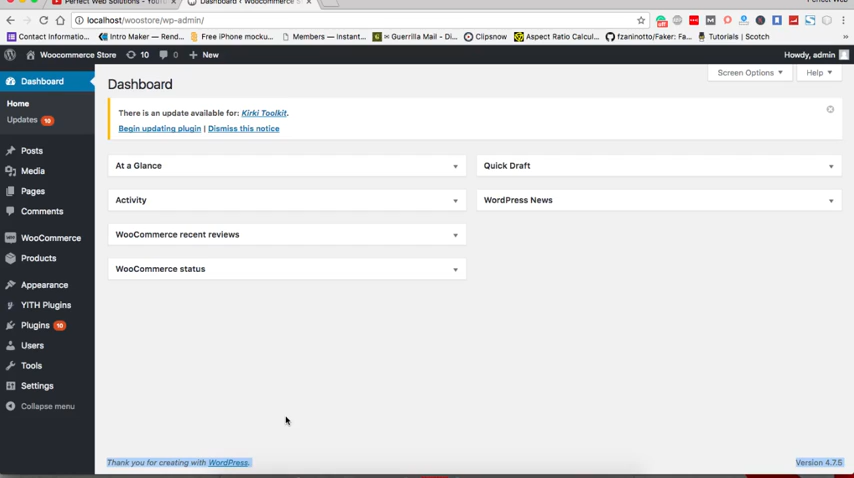 Perfect Web Solutions - You
Dashboard ‹ Woocommerce S
Perfect Web
localhost/woostore/wp-admin/
Contact Informatio...
Intro Maker — Rend...
Free iPhone mocku...
Members — Instant...
Guerrilla Mail - Di...
Clipsnow
Aspect Ratio Calcul...
fzaninotto/Faker: Fa...
Tutorials | Scotch
Woocommerce Store
10
0
New
Howdy, admin
Dashboard
Home
Updates 10
Posts
Media
Pages
Comments
WooCommerce
Products
Appearance
YITH Plugins
Plugins 10
Users
Tools
Settings
Collapse menu
Dashboard
Screen Options
Help
There is an update available for: Kirki Toolkit.
Begin updating plugin | Dismiss this notice
At a Glance
Activity
WooCommerce recent reviews
WooCommerce status
Quick Draft
WordPress News
Thank you for creating with WordPress.
Version 4.7.5